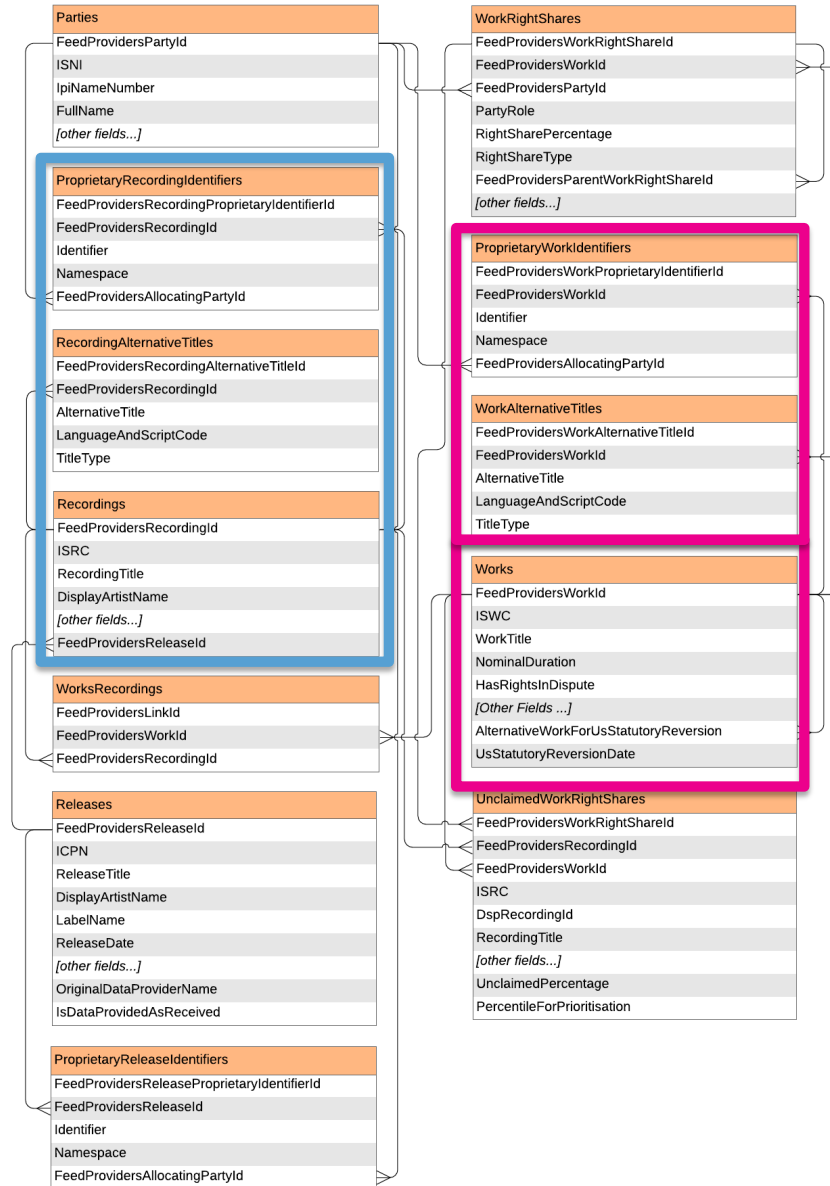 Parties
FeedProvidersPartyId
ISNI
IpiNameNumber
FullName
[other fields...]
ProprietaryRecordingIdentifiers
FeedProvidersRecordingProprietaryIdentifierId
FeedProvidersRecordingId
Identifier
Namespace
FeedProvidersAllocatingPartyId
RecordingAlternativeTitles
FeedProvidersRecordingAlternativeTitleId
FeedProvidersRecordingId
AlternativeTitle
LanguageAndScriptCode
TitleType
Recordings
FeedProvidersRecordingId
ISRC
RecordingTitle
DisplayArtistName
[other fields...]
FeedProvidersReleaseId
WorksRecordings
FeedProvidersLinkId
FeedProvidersWorkId
FeedProvidersRecordingId
Releases
FeedProvidersReleaseId
ICPN
ReleaseTitle
DisplayArtistName
LabelName
ReleaseDate
[other fields...]
OriginalDataProviderName
IsDataProvidedAsReceived
ProprietaryReleaseIdentifiers
FeedProvidersReleaseProprietaryIdentifierId
FeedProvidersReleaseId
Identifier
Namespace
FeedProvidersAllocatingPartyId
WorkRightShares
FeedProvidersWorkRightShareId
FeedProvidersWorkId
FeedProvidersPartyId
PartyRole
RightSharePercentage
RightShareType
FeedProvidersParentWorkRightShareId
[other fields...]
ProprietaryWorkIdentifiers
FeedProvidersWorkProprietaryIdentifierId
FeedProvidersWorkId
Identifier
Namespace
FeedProvidersAllocatingPartyId
WorkAlternativeTitles
FeedProvidersWorkAlternativeTitleId
FeedProvidersWorkId
AlternativeTitle
LanguageAndScriptCode
TitleType
Works
FeedProvidersWorkId
ISWC
WorkTitle
NominalDuration
HasRightsInDispute
[Other Fields ...]
AlternativeWorkForUsStatutoryReversion
UsStatutoryReversionDate
UnclaimedWorkRightShares
FeedProvidersWorkRightShareId
FeedProvidersRecordingId
FeedProvidersWorkId
ISRC
DspRecordingId
RecordingTitle
[other fields...]
UnclaimedPercentage
PercentileForPrioritisation